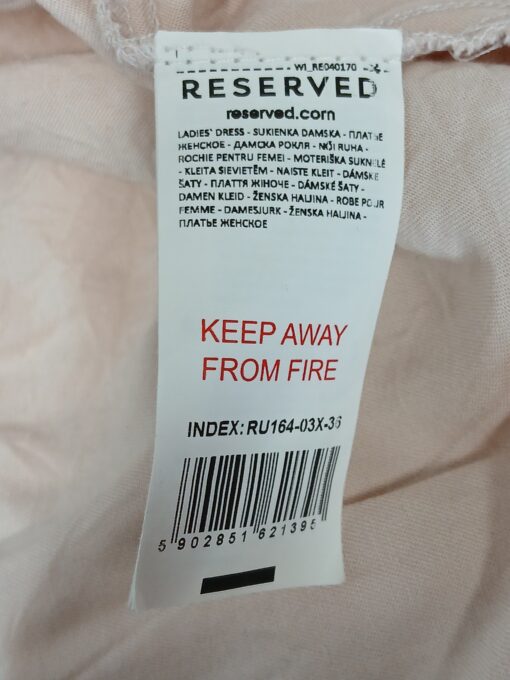 WI_RE040170
RESERVED
reserved.com
LADIES' DRESS - SUKIENKA DAMSKA - ПЛАТЬЕ
ЖЕНСКОЕ - ДАМСКА РОКЛЯ - NŐI RUHA -
ROCHIE PENTRU FEMEI - MOTERIŠKA SUKNELĖ
- KLEITA SIEVIETĒM - NAISTE KLEIT - DÁMSKÉ
ŠATY - ПЛАТТЯ ЖІНОЧЕ - DÁMSKÉ ŠATY -
DAMEN KLEID - ŽENSKA HALJINA - ROBE POUR
FEMME - DAMESJURK - ŽENSKA HALJINA -
ПЛАТЬЕ ЖЕНСКОЕ
KEEP AWAY
FROM FIRE
INDEX: RU164-03X-36
5 902851 621395